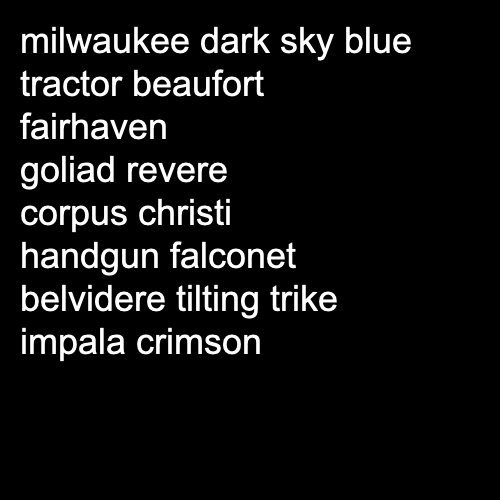 milwaukee dark sky blue
tractor beaufort
fairhaven
goliad revere
corpus christi
handgun falconet
belvidere tilting trike
impala crimson